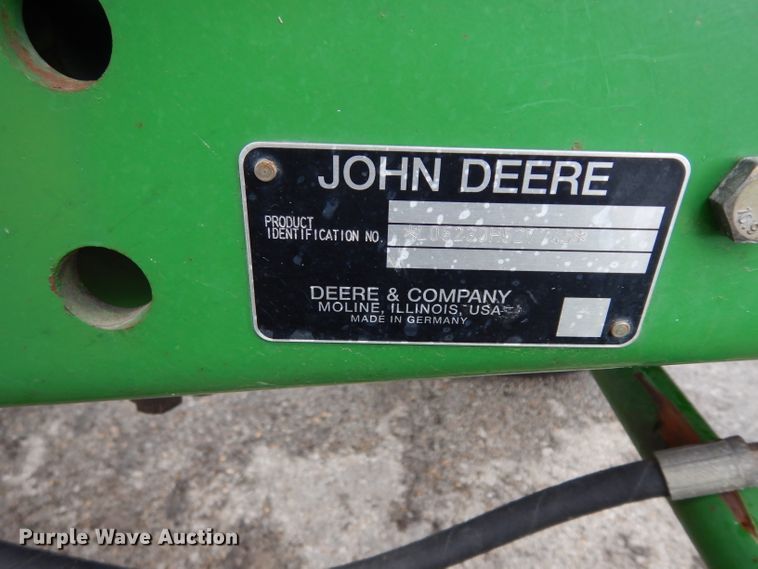 JOHN DEERE
PRODUCT
IDENTIFICATION NO.
DEERE & COMPANY
MOLINE, ILLINOIS, USA
MADE IN GERMANY
Purple Wave Auction